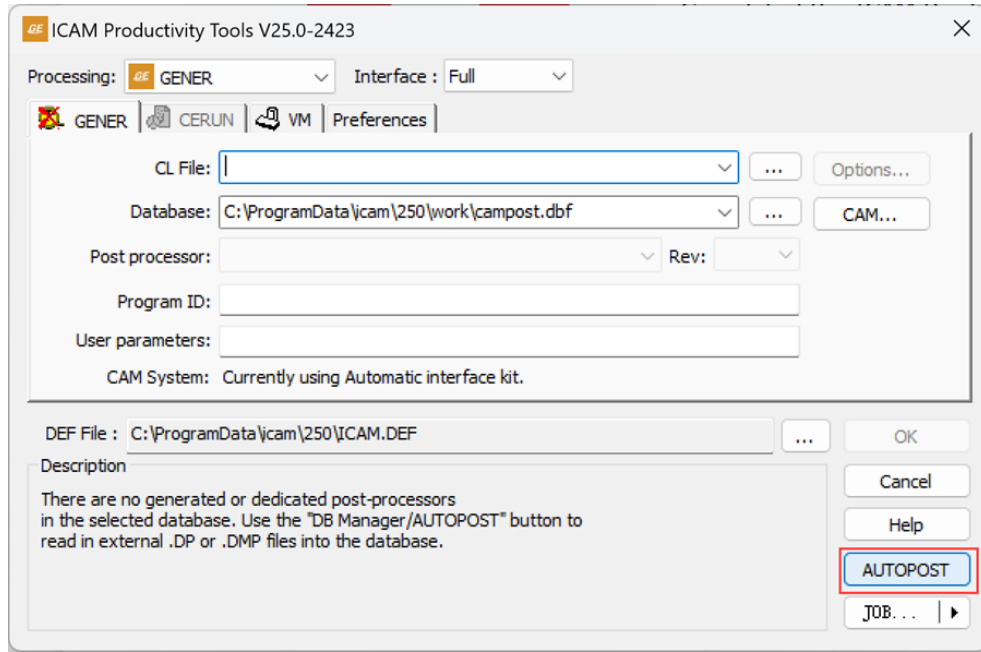 GE ICAM Productivity Tools V25.0-2423
Processing: GE GENER Interface : Full
GENER CERUN VM Preferences
CL File: ... Options...
Database: C:\ProgramData\icam\250\work\campost.dbf ... CAM...
Post processor: Rev:
Program ID:
User parameters:
CAM System: Currently using Automatic interface kit.
DEF File : C:\ProgramData\icam\250\ICAM.DEF ... OK
Description
Cancel
There are no generated or dedicated post-processors
in the selected database. Use the "DB Manager/AUTOPOST" button to
read in external .DP or .DMP files into the database.
Help
AUTOPOST
JOB...